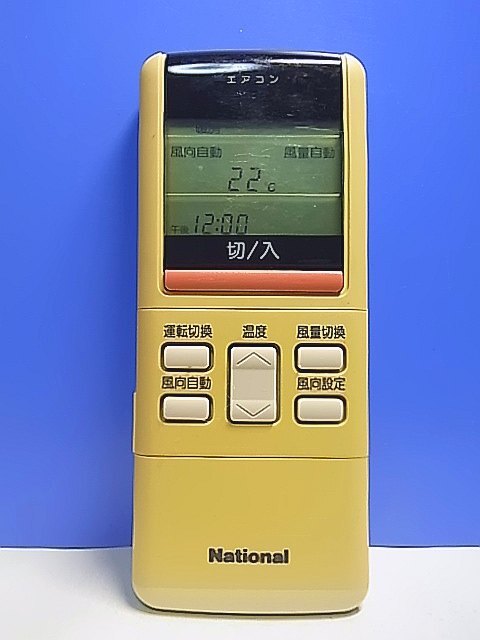 エアコン
暖房
風向自動 風量自動
22℃
午後 12:00
切/入
運転切換 温度 風量切換
風向自動 風向設定
National